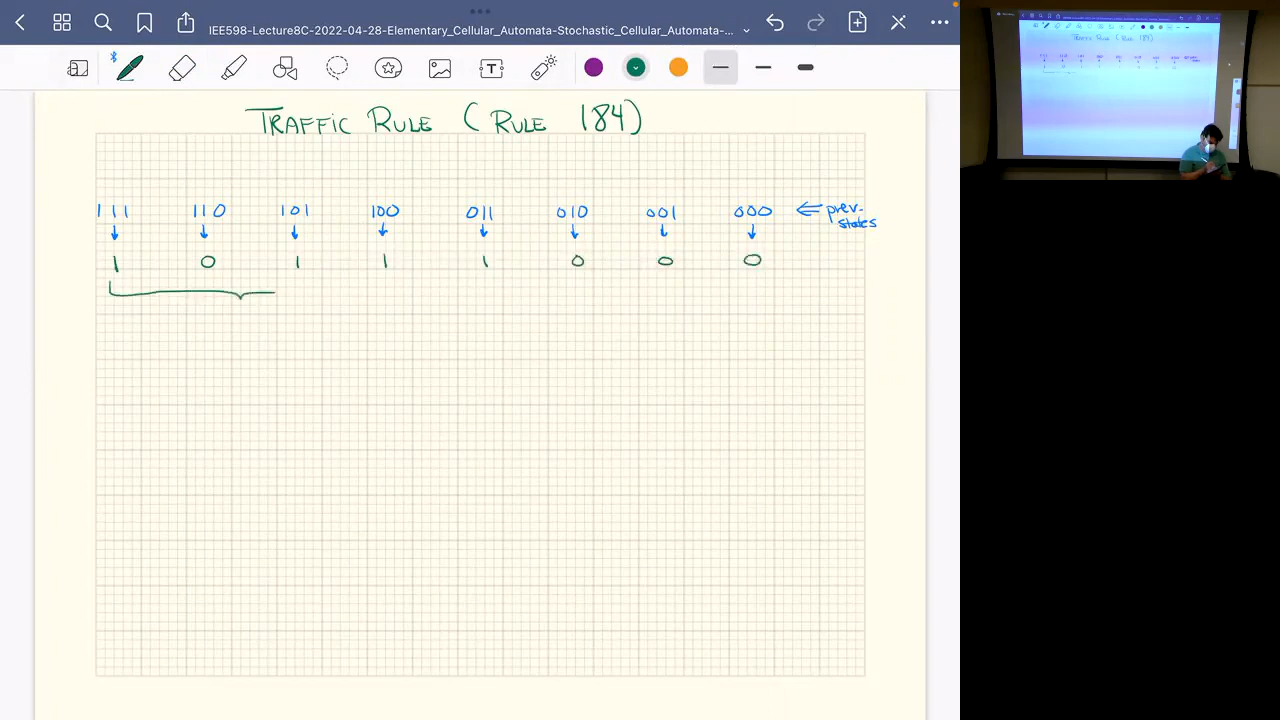 IEE598-Lecture8C-2022-04-28-Elementary_Cellular_Automata-Stochastic_Cellular_Automata-...
TRAFFIC RULE (RULE 184)
111 110 101 100 011 010 001 000 ⇐ prev.
states
↓ ↓ ↓ ↓ ↓ ↓ ↓ ↓
1 0 1 1 1 0 0 0